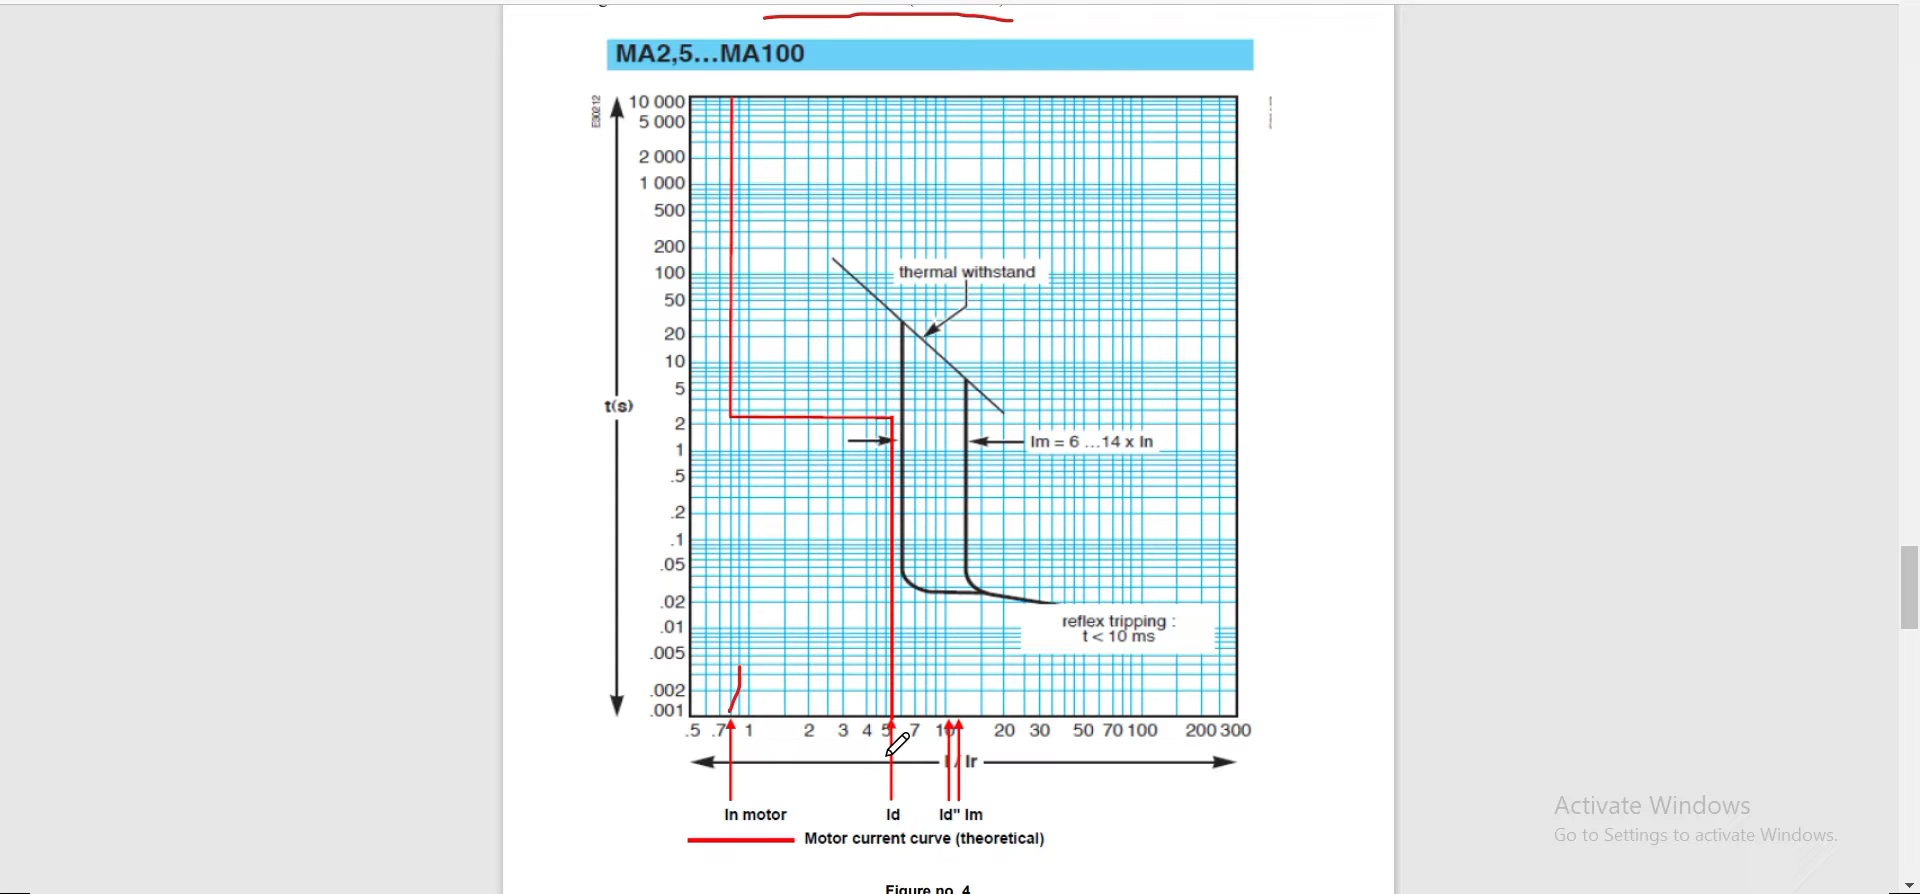 MA2,5...MA100
E30212
10 000
5 000
2 000
1 000
500
200
100
50
20
10
5
2
1
.5
.2
.1
.05
.02
.01
.005
.002
.001
t(s)
thermal withstand
Im = 6 ...14 x In
reflex tripping :
t < 10 ms
.5 .7 1 2 3 4 5 7 10 20 30 50 70 100 200 300
I / Ir
In motor Id Id" Im
Motor current curve (theoretical)
Figure no. 4
Activate Windows
Go to Settings to activate Windows.